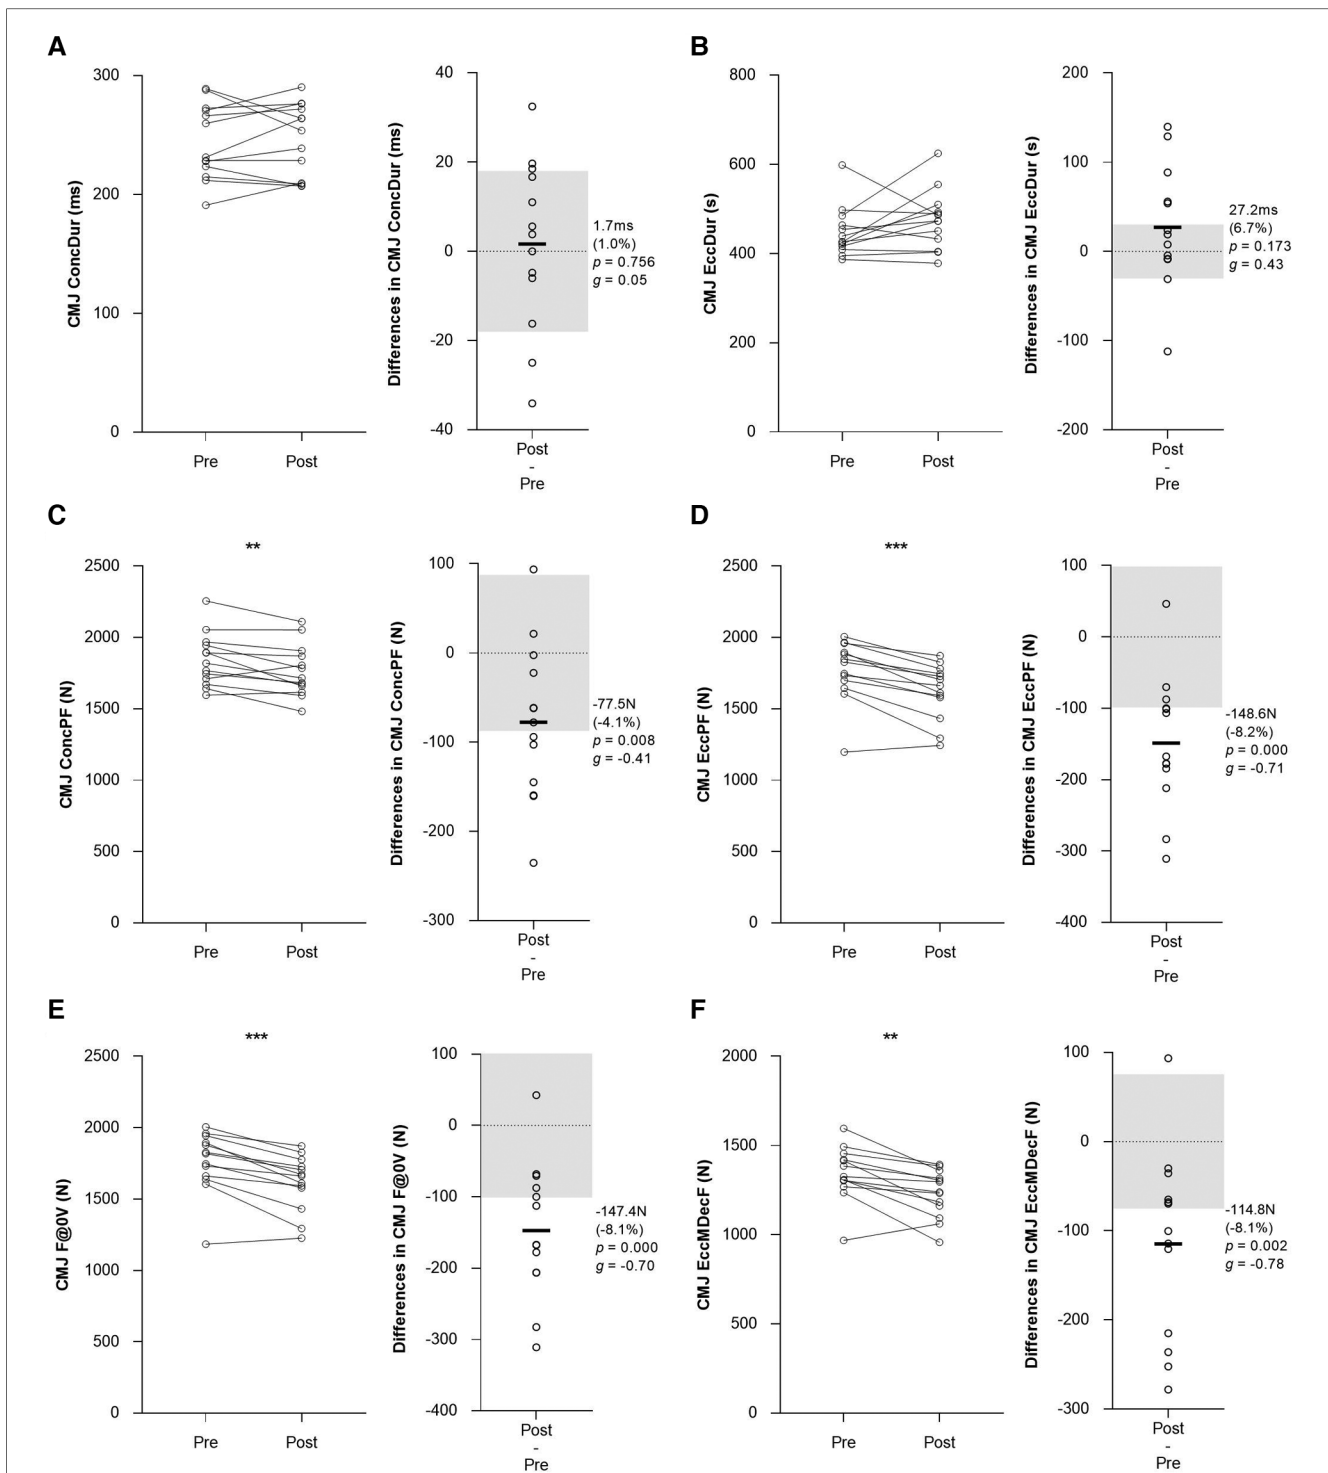 A
CMJ ConcDur (ms)
300
200
100
0
Pre
Post
Differences in CMJ ConcDur (ms)
40
20
0
-20
-40
1.7ms
(1.0%)
p = 0.756
g = 0.05
Post
-
Pre
B
CMJ EccDur (s)
800
600
400
200
0
Pre
Post
Differences in CMJ EccDur (s)
200
100
0
-100
-200
27.2ms
(6.7%)
p = 0.173
g = 0.43
Post
-
Pre
C
**
CMJ ConcPF (N)
2500
2000
1500
1000
500
0
Pre
Post
Differences in CMJ ConcPF (N)
100
0
-100
-200
-300
-77.5N
(-4.1%)
p = 0.008
g = -0.41
Post
-
Pre
D
***
CMJ EccPF (N)
2500
2000
1500
1000
500
0
Pre
Post
Differences in CMJ EccPF (N)
100
0
-100
-200
-300
-400
-148.6N
(-8.2%)
p = 0.000
g = -0.71
Post
-
Pre
E
***
CMJ F@0V (N)
2500
2000
1500
1000
500
0
Pre
Post
Differences in CMJ F@0V (N)
100
0
-100
-200
-300
-400
-147.4N
(-8.1%)
p = 0.000
g = -0.70
Post
-
Pre
F
**
CMJ EccMDecF (N)
2000
1500
1000
500
0
Pre
Post
Differences in CMJ EccMDecF (N)
100
0
-100
-200
-300
-114.8N
(-8.1%)
p = 0.002
g = -0.78
Post
-
Pre